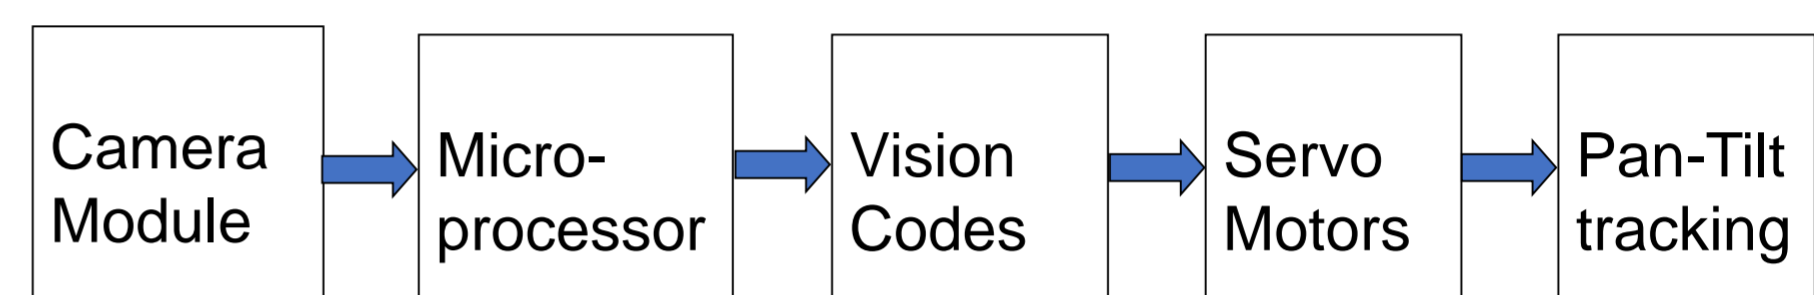 Camera
Module
Micro-
processor
Vision
Codes
Servo
Motors
Pan-Tilt
tracking